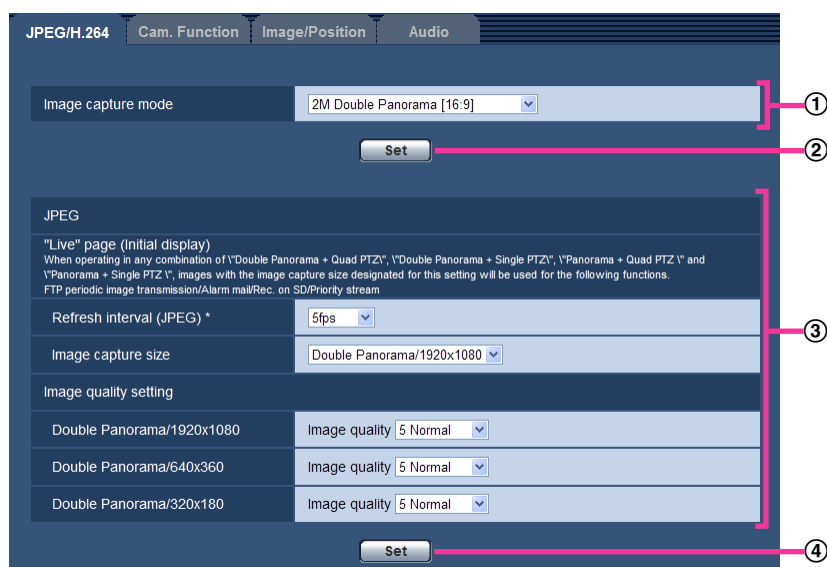 JPEG/H.264 Cam. Function Image/Position Audio
Image capture mode 2M Double Panorama [16:9] ①
Set ②
JPEG
"Live" page (Initial display)
When operating in any combination of \"Double Panorama + Quad PTZ\", \"Double Panorama + Single PTZ\", \"Panorama + Quad PTZ \" and
\"Panorama + Single PTZ \", images with the image capture size designated for this setting will be used for the following functions.
FTP periodic image transmission/Alarm mail/Rec. on SD/Priority stream
Refresh interval (JPEG) * 5fps ③
Image capture size Double Panorama/1920x1080
Image quality setting
Double Panorama/1920x1080 Image quality 5 Normal
Double Panorama/640x360 Image quality 5 Normal
Double Panorama/320x180 Image quality 5 Normal
Set ④